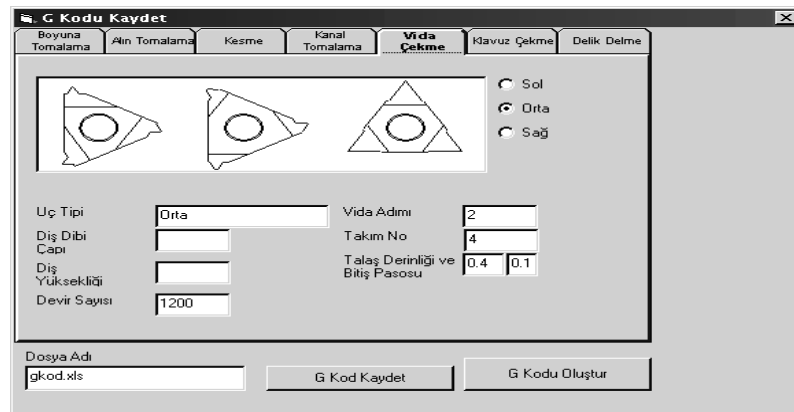 G Kodu Kaydet
Boyuna Tornalama
Alın Tornalama
Kesme
Kanal Tornalama
Vida Çekme
Klavuz Çekme
Delik Delme
Sol
Orta
Sağ
Uç Tipi
Orta
Vida Adımı
2
Diş Dibi Çapı
Takım No
4
Diş Yüksekliği
Talaş Derinliği ve Bitiş Pasosu
0.4
0.1
Devir Sayısı
1200
Dosya Adı
gkod.xls
G Kod Kaydet
G Kodu Oluştur